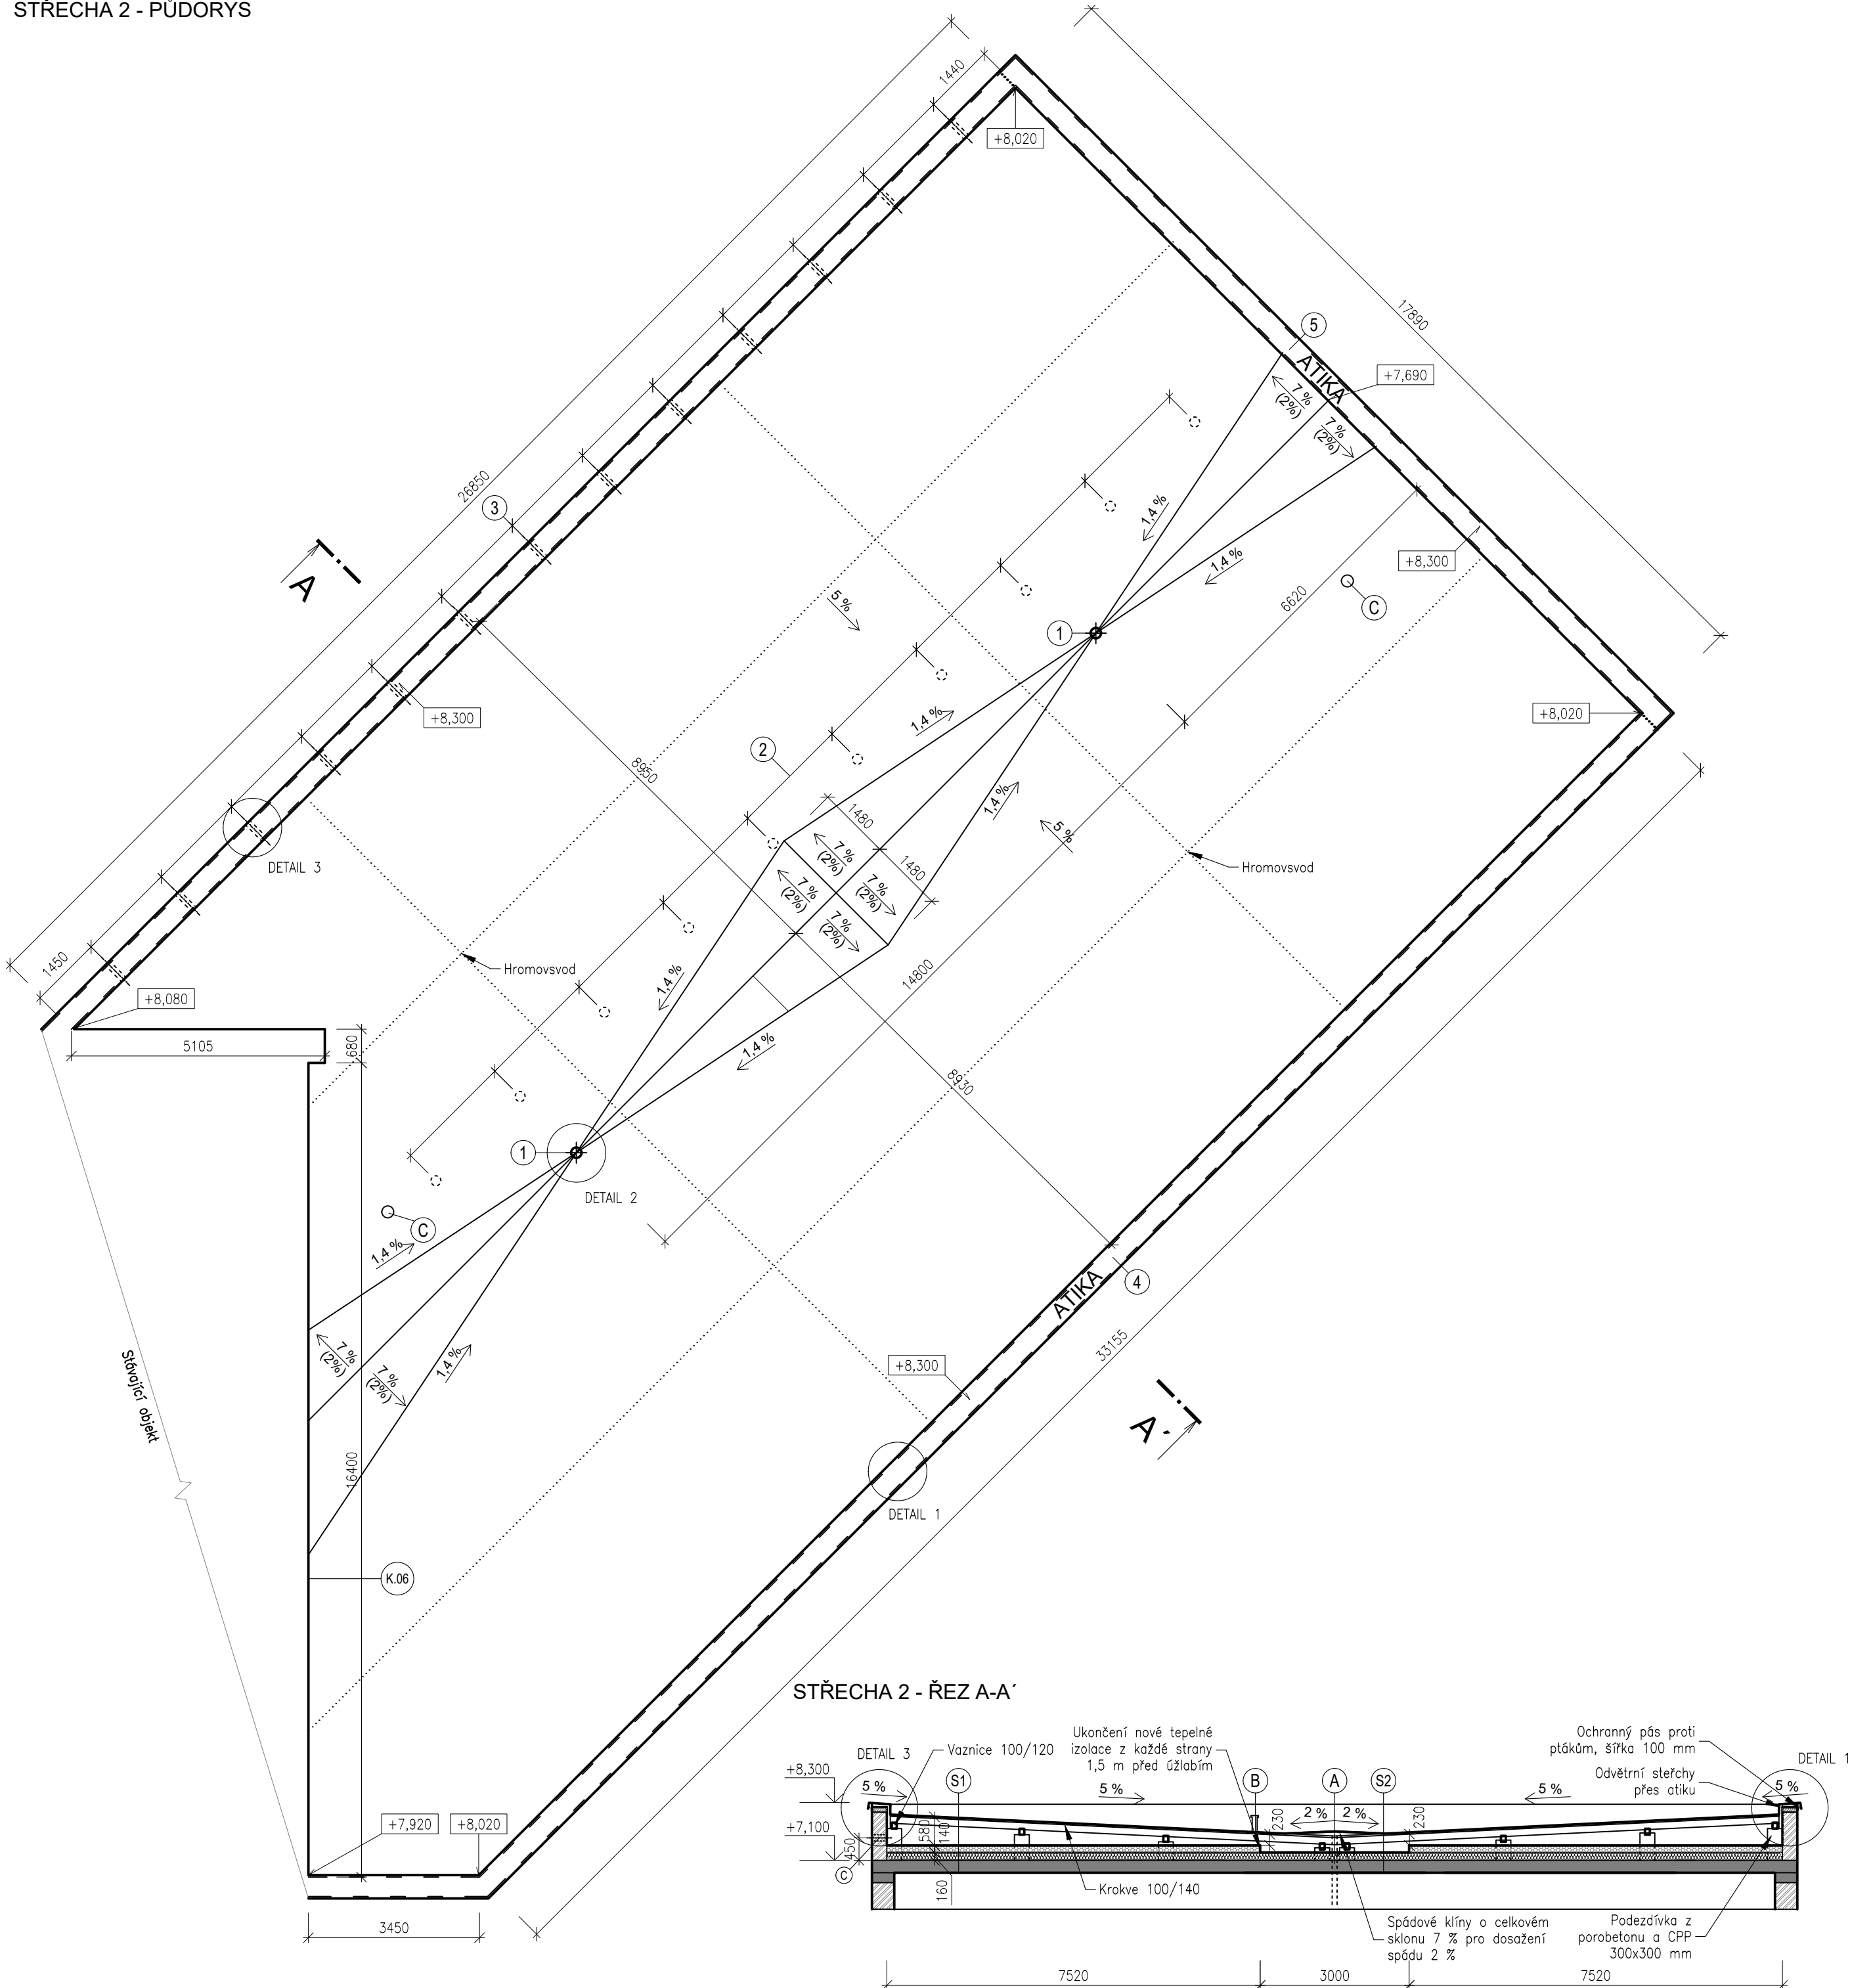 STŘECHA 2 - PŮDORYS
1440
+8,020
17890
5
ATIKA
+7,690
7 %
(2%)
7 %
(2%)
26850
3
A
1,4 %
1,4 %
+8,300
5 %
6620
C
1
+8,300
1,4 %
+8,020
2
8950
1480
1,4 %
5 %
1480
Hromovsvod
DETAIL 3
7 %
(2%)
7 %
(2%)
7 %
(2%)
7 %
(2%)
1450
Hromovsvod
14800
1,4 %
+8,080
5105
680
1,4 %
8930
1
DETAIL 2
C
1,4 %
4
ATIKA
33155
7 %
(2%)
7 %
(2%)
1,4 %
+8,300
Stávající objekt
A´
16400
DETAIL 1
K.06
+7,920
+8,020
3450
STŘECHA 2 - ŘEZ A-A´
Ukončení nové tepelné
izolace z každé strany
1,5 m před úžlabím
Ochranný pás proti
ptákům, šířka 100 mm
DETAIL 3
Vaznice 100/120
DETAIL 1
Odvětrní steřchy
přes atiku
+8,300
5 %
S1
5 %
B
A
S2
5 %
5 %
230
2 %
2 %
230
+7,100
450
580
140
C
160
Krokve 100/140
Spádové klíny o celkovém
sklonu 7 % pro dosažení
spádu 2 %
Podezdívka z
porobetonu a CPP
300x300 mm
7520
3000
7520